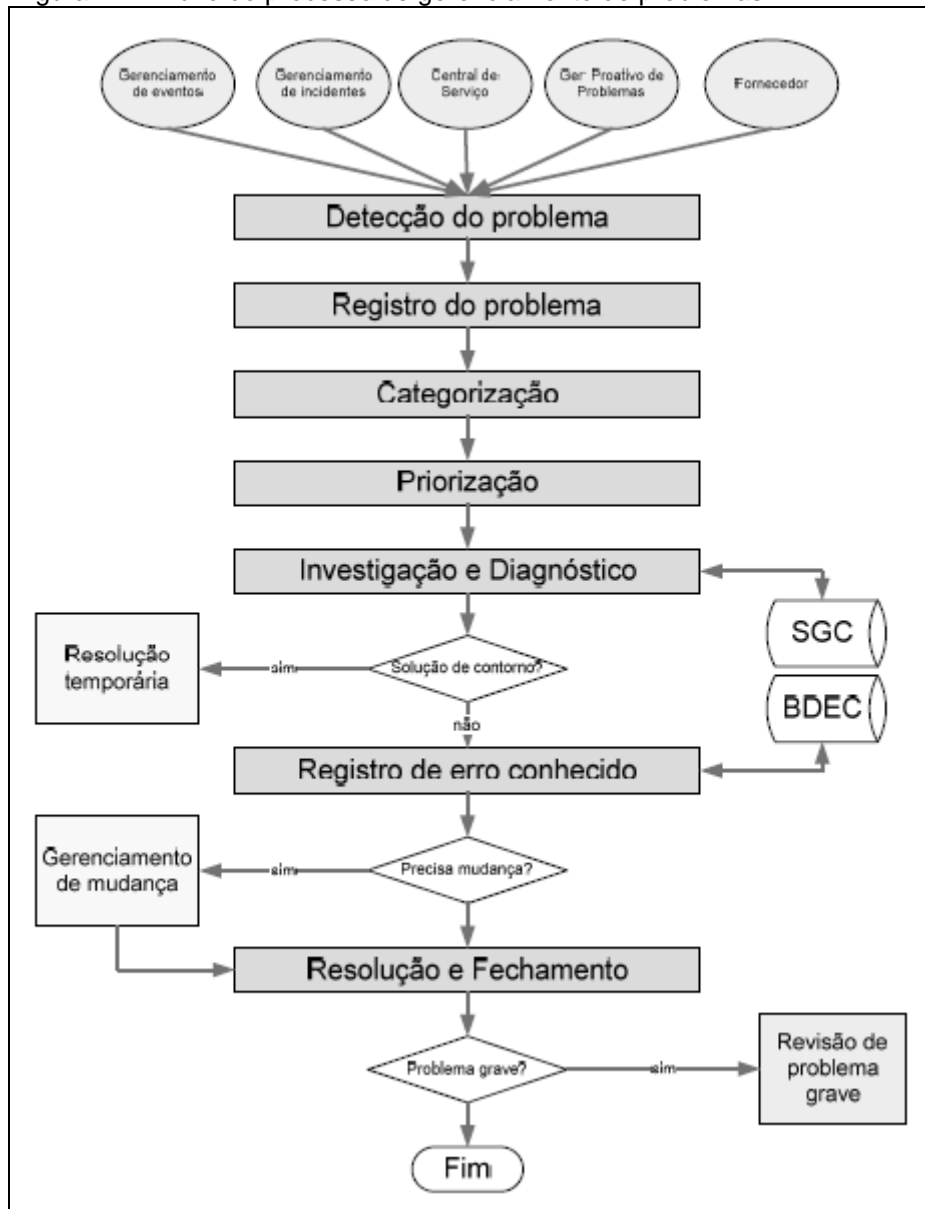 Gerenciamento
de eventos
Gerenciamento
de incidentes
Central de
Serviço
Ger Proativo de
Problemas
Fornecedor
Detecção do problema
Registro do problema
Categorização
Priorização
Investigação e Diagnóstico
SGC
Resolução
temporária
sim
Solução de contorno?
BDEC
não
Registro de erro conhecido
Gerenciamento
de mudança
sim
Precisa mudança?
Resolução e Fechamento
Problema grave?
sim
Revisão de
problema
grave
Fim